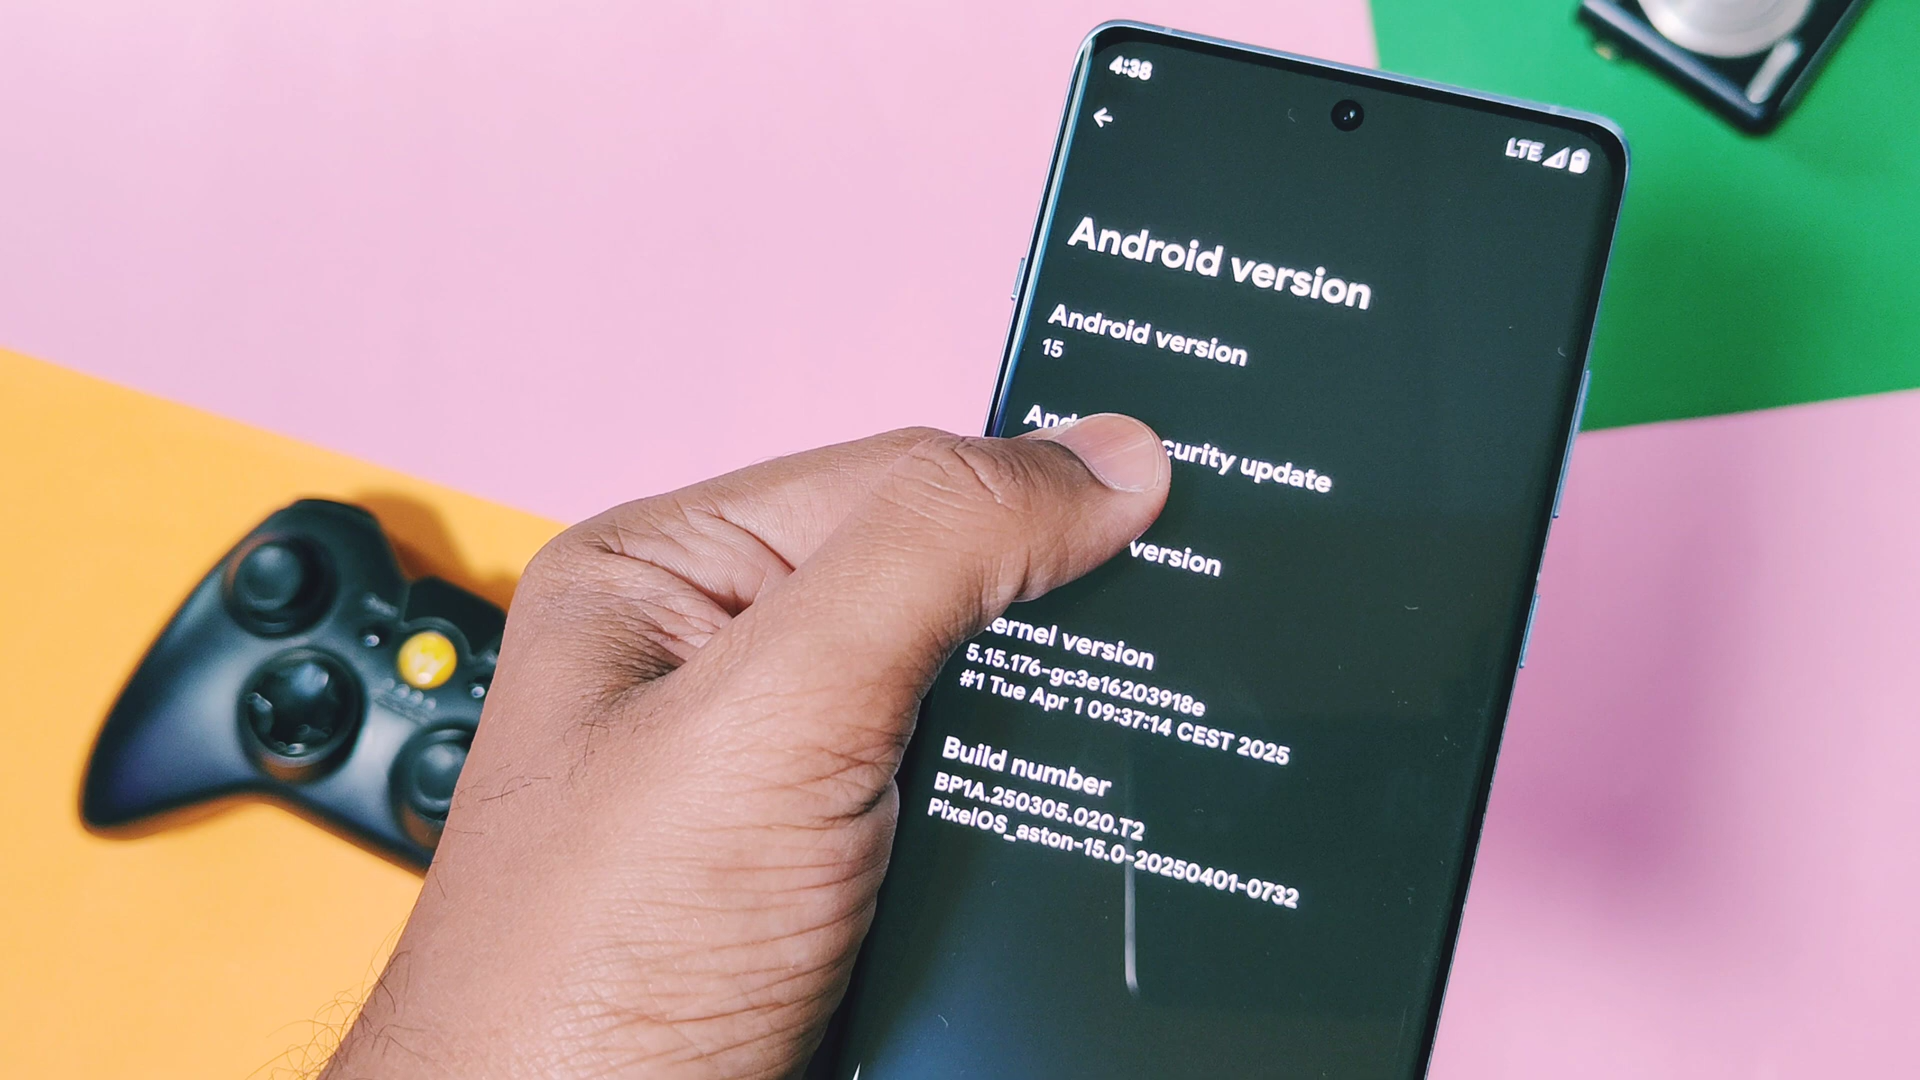 4:38
LTE
Android version
Android version
15
curity update
version
ernel version
5.15.176-gc3e16203918e
#1 Tue Apr 1 09:37:14 CEST 2025
Build number
BP1A.250305.020.T2
PixelOS_aston-15.0-20250401-0732